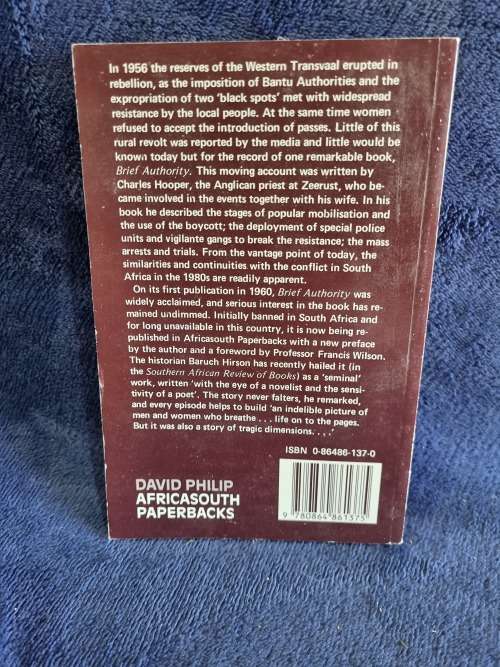 In 1956 the reserves of the Western Transvaal erupted in
rebellion, as the imposition of Bantu Authorities and the
expropriation of two 'black spots' met with widespread
resistance by the local people. At the same time women
refused to accept the introduction of passes. Little of this
rural revolt was reported by the media and little would be
known today but for the record of one remarkable book,
Brief Authority. This moving account was written by
Charles Hooper, the Anglican priest at Zeerust, who be-
came involved in the events together with his wife. In his
book he described the stages of popular mobilisation and
the use of the boycott; the deployment of special police
units and vigilante gangs to break the resistance; the mass
arrests and trials. From the vantage point of today, the
similarities and continuities with the conflict in South
Africa in the 1980s are readily apparent.
On its first publication in 1960, Brief Authority was
widely acclaimed, and serious interest in the book has re-
mained undimmed. Initially banned in South Africa and
for long unavailable in this country, it is now being re-
published in Africasouth Paperbacks with a new preface
by the author and a foreword by Professor Francis Wilson.
The historian Baruch Hirson has recently hailed it (in
the Southern African Review of Books) as a 'seminal'
work, written 'with the eye of a novelist and the sensi-
tivity of a poet'. The story never falters, he remarked,
and every episode helps to build 'an indelible picture of
men and women who breathe . . . life on to the pages.
But it was also a story of tragic dimensions. . . .'
ISBN 0-86486-137-0
DAVID PHILIP
AFRICASOUTH
PAPERBACKS
9 780864 861375